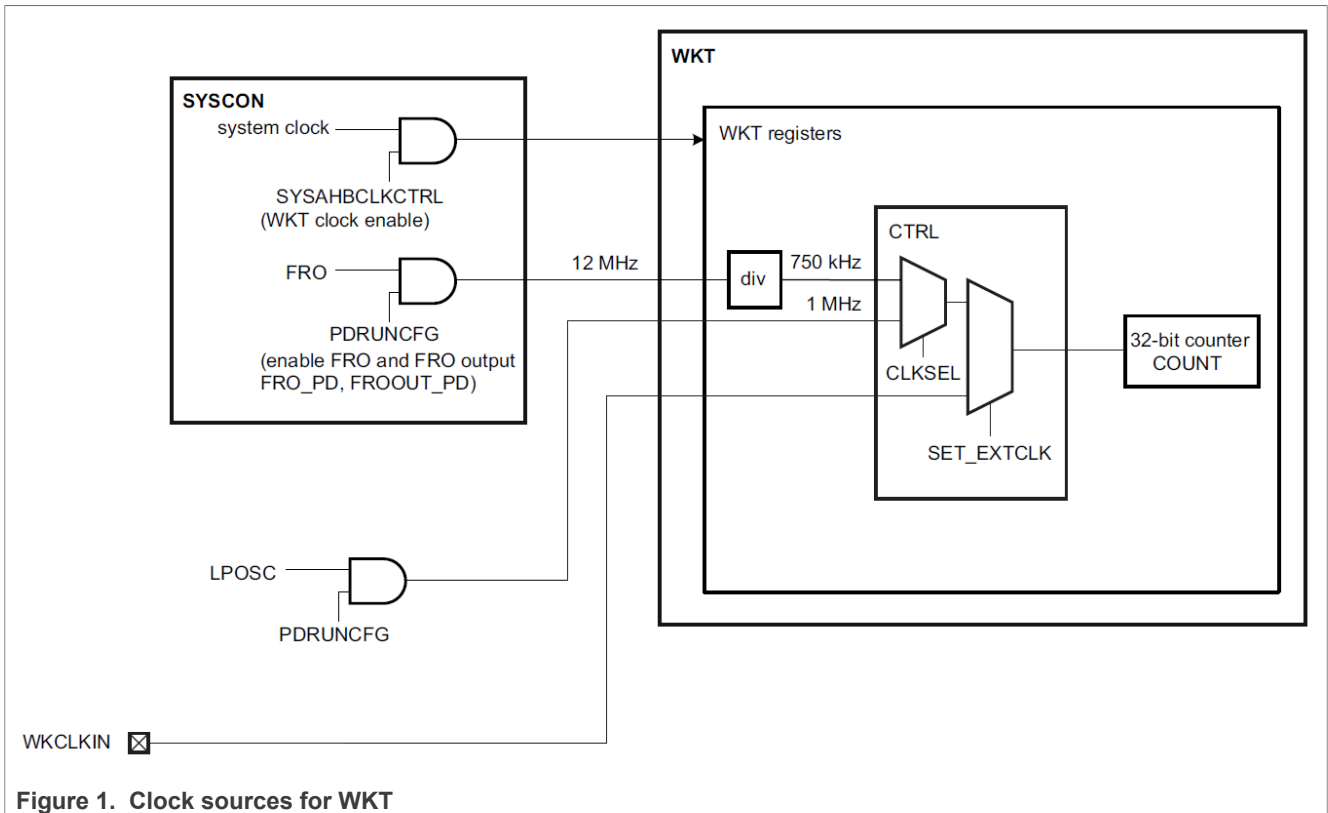 WKT
SYSCON
system clock
WKT registers
SYSAHBCLKCTRL
(WKT clock enable)
CTRL
FRO
12 MHz
div
750 kHz
1 MHz
PDRUNCFG
(enable FRO and FRO output
FRO_PD, FROOUT_PD)
CLKSEL
32-bit counter
COUNT
SET_EXTCLK
LPOSC
PDRUNCFG
WKCLKIN
Figure 1. Clock sources for WKT